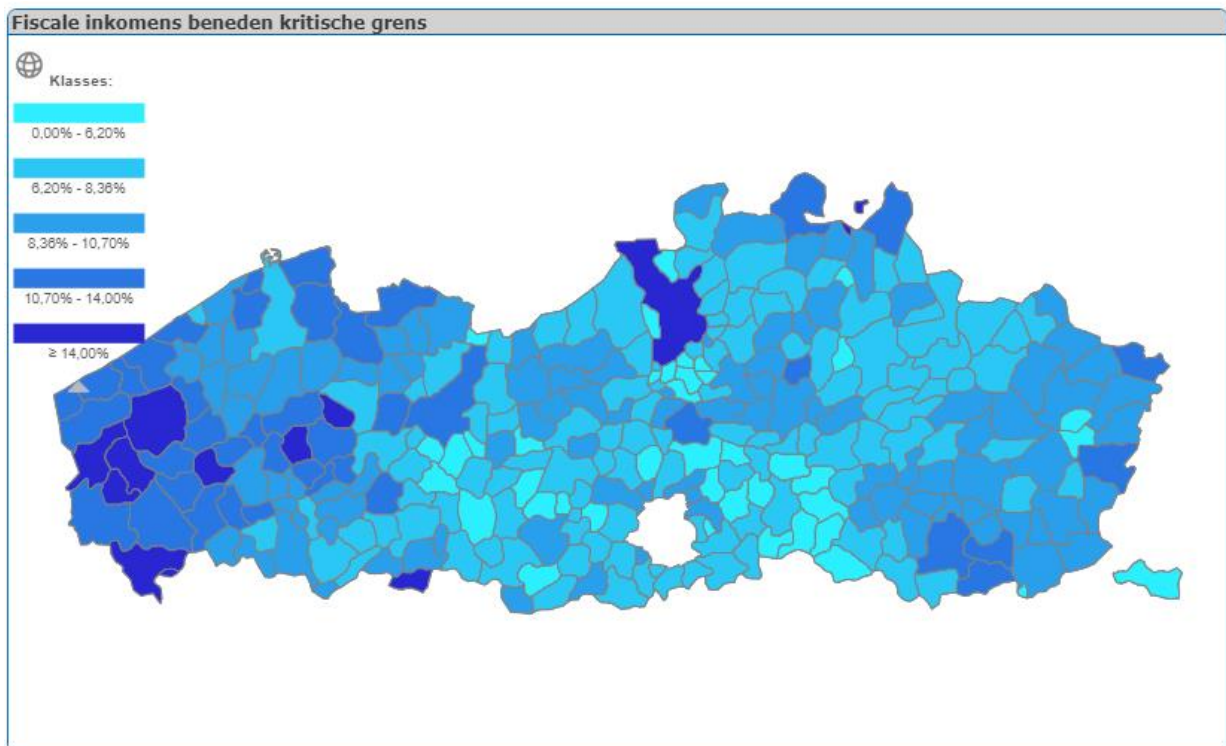 Fiscale inkomens beneden kritische grens
Klasses:
0,00% - 6,20%
6,20% - 8,36%
8,36% - 10,70%
10,70% - 14,00%
≥ 14,00%